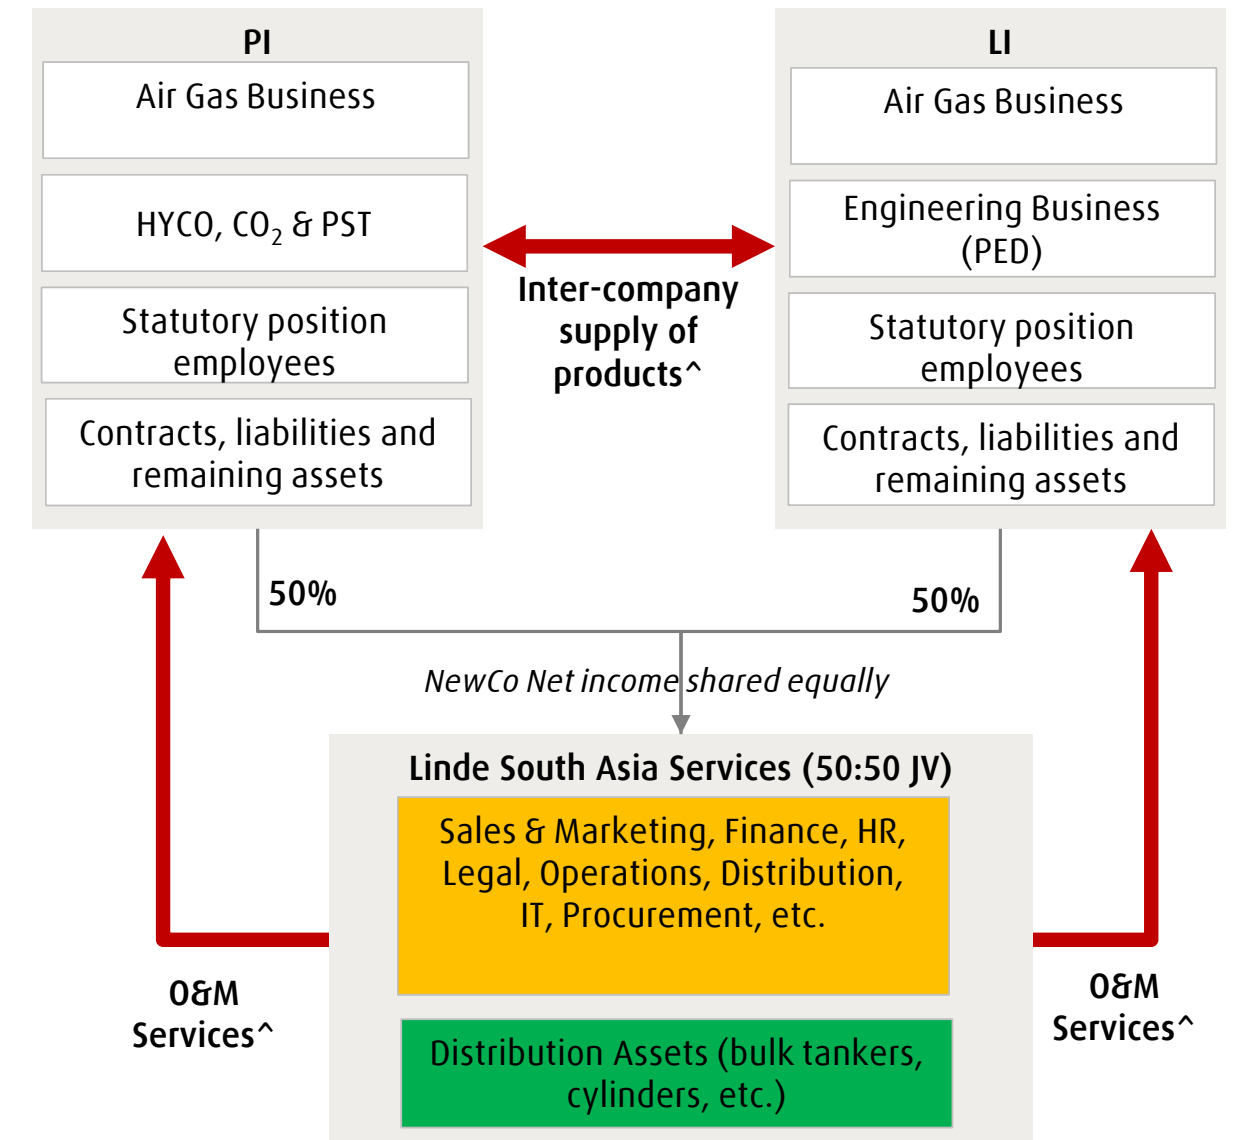 PI
Air Gas Business
HYCO, CO₂ & PST
Statutory position
employees
Contracts, liabilities and
remaining assets
LI
Air Gas Business
Engineering Business
(PED)
Statutory position
employees
Contracts, liabilities and
remaining assets
Inter-company
supply of
products^
50%
50%
NewCo Net income shared equally
Linde South Asia Services (50:50 JV)
Sales & Marketing, Finance, HR,
Legal, Operations, Distribution,
IT, Procurement, etc.
Distribution Assets (bulk tankers,
cylinders, etc.)
O&M
Services^
O&M
Services^